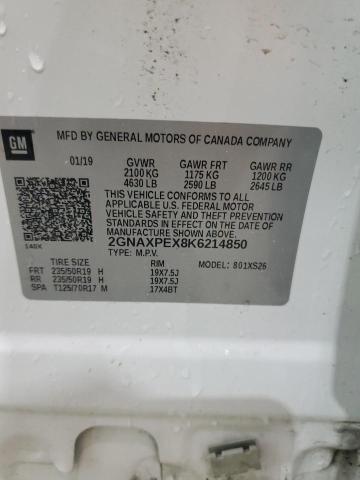 GM
MFD BY GENERAL MOTORS OF CANADA COMPANY
01/19 GVWR GAWR FRT GAWR RR
2100 KG 1175 KG 1200 KG
4630 LB 2590 LB 2645 LB
THIS VEHICLE CONFORMS TO ALL
APPLICABLE U.S. FEDERAL MOTOR
VEHICLE SAFETY AND THEFT PREVENTION
STANDARDS IN EFFECT ON THE DATE OF
MANUFACTURE SHOWN ABOVE.
2GNAXPEX8K6214850
TYPE: M.P.V. MODEL: 801XS26
TIRE SIZE RIM
FRT 235/50R19 H 19X7.5J
RR 235/50R19 H 19X7.5J
SPA T125/70R17 M 17X4BT